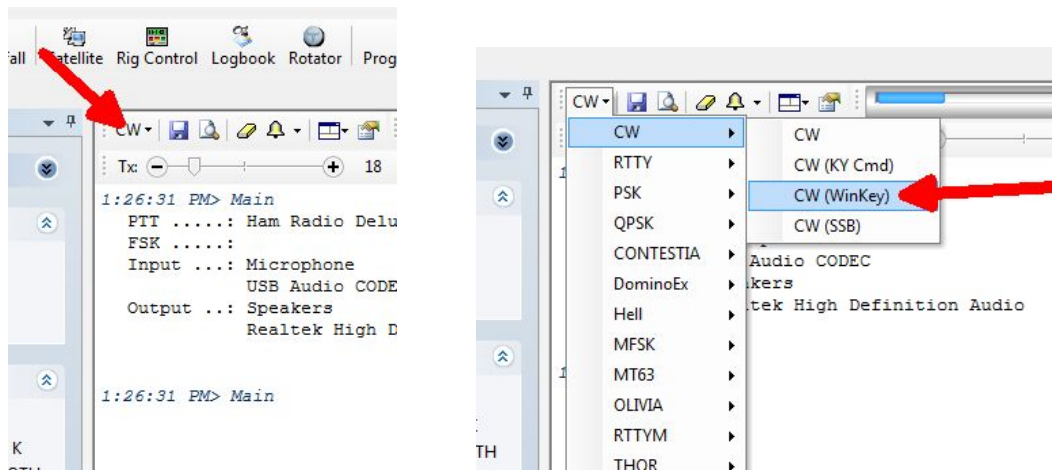 Satellite Rig Control Logbook Rotator Prog
CW
Tx: 18
1:26:31 PM> Main
PTT .....: Ham Radio Delu
FSK .....:
Input ...: Microphone
USB Audio CODE
Output ..: Speakers
Realtek High D
1:26:31 PM> Main
K
CW
CW
RTTY
PSK
QPSK
CONTESTIA
DominoEx
Hell
MFSK
MT63
OLIVIA
RTTYM
THOR
CW
CW (KY Cmd)
CW (WinKey)
CW (SSB)
Audio CODEC
akers
tek High Definition Audio
TH